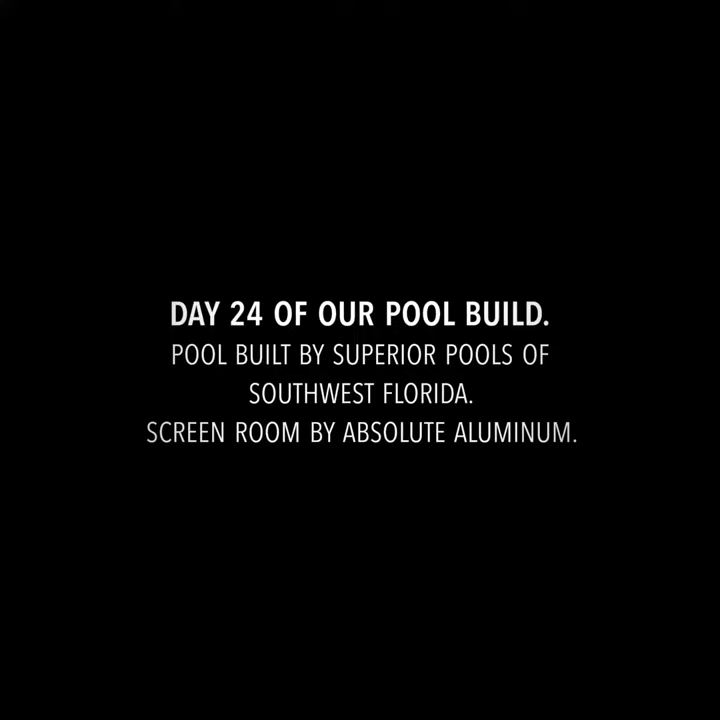 DAY 24 OF OUR POOL BUILD.
POOL BUILT BY SUPERIOR POOLS OF
SOUTHWEST FLORIDA.
SCREEN ROOM BY ABSOLUTE ALUMINUM.